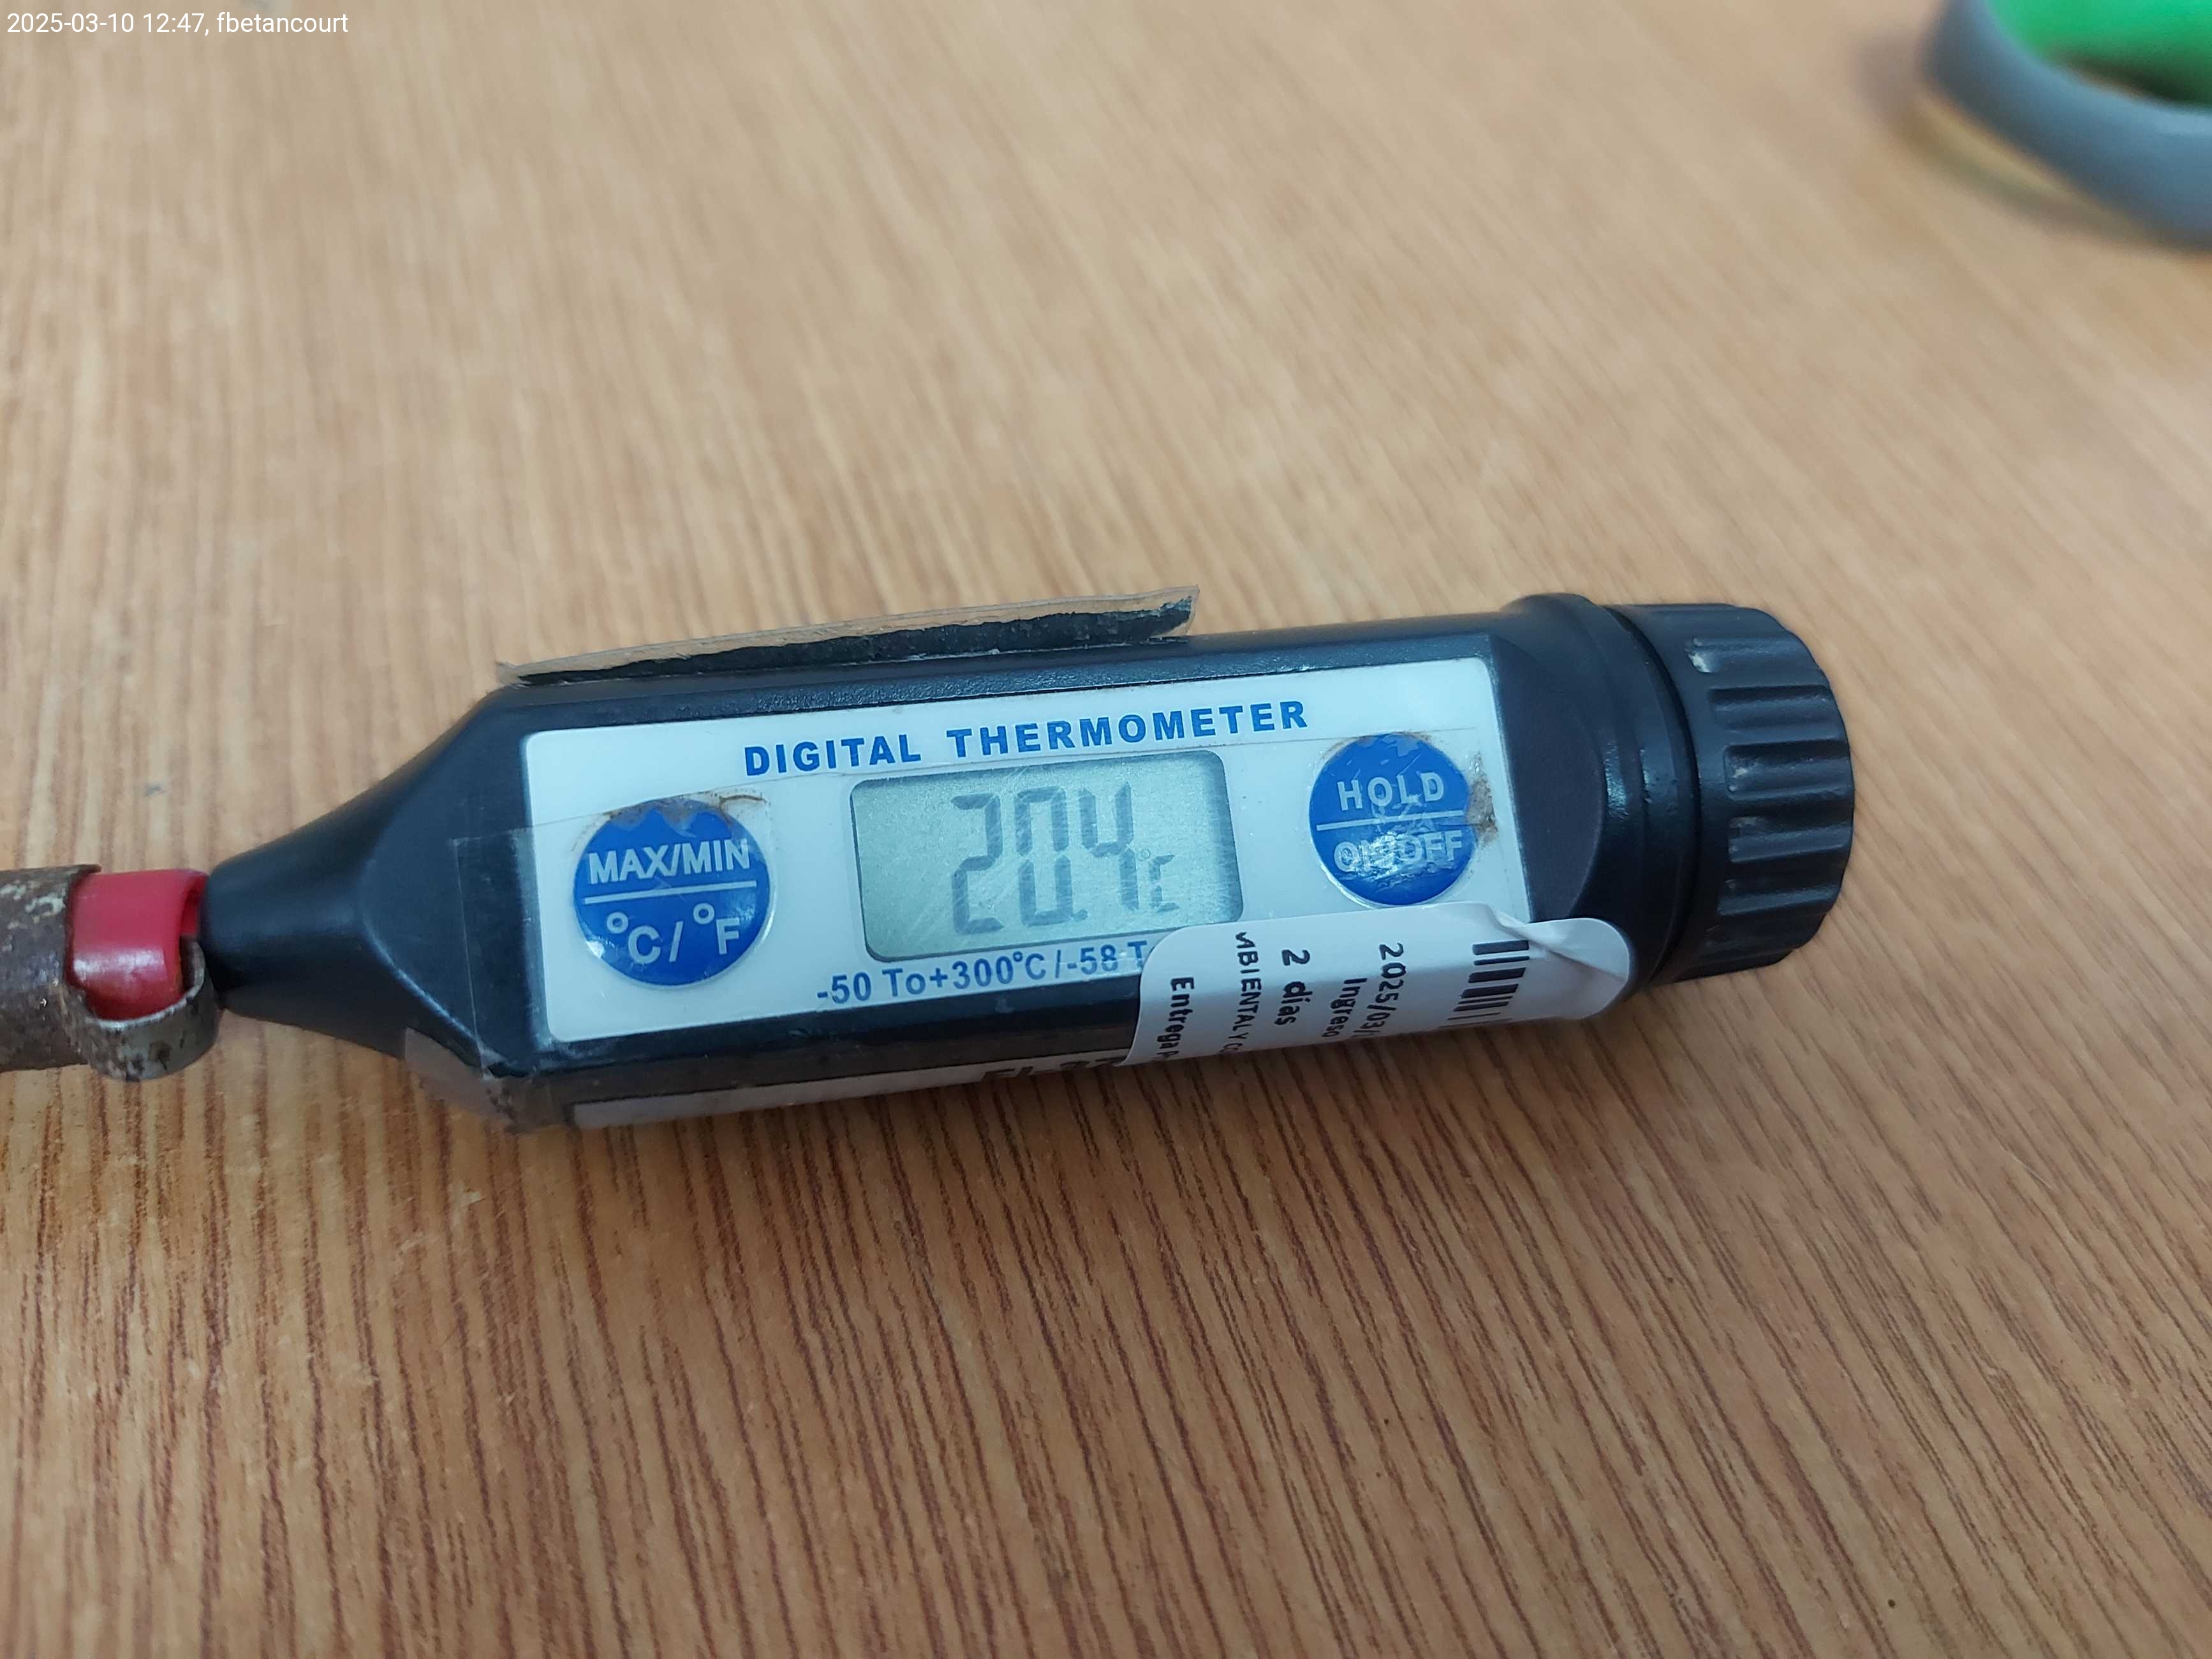 2025-03-10 12:47, fbetancourt
DIGITAL THERMOMETER
MAX/MIN
°C/°F
20.4°C
HOLD
ON/OFF
-50 To+300°C/-58
2025/03/
Ingreso
2 días
Entrega